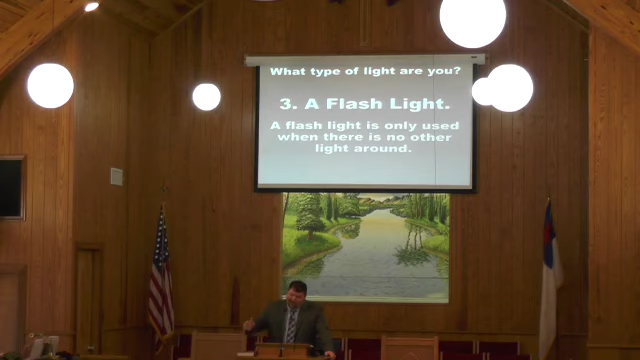 What type of light are you?
3. A Flash Light.
A flash light is only used
when there is no other
light around.